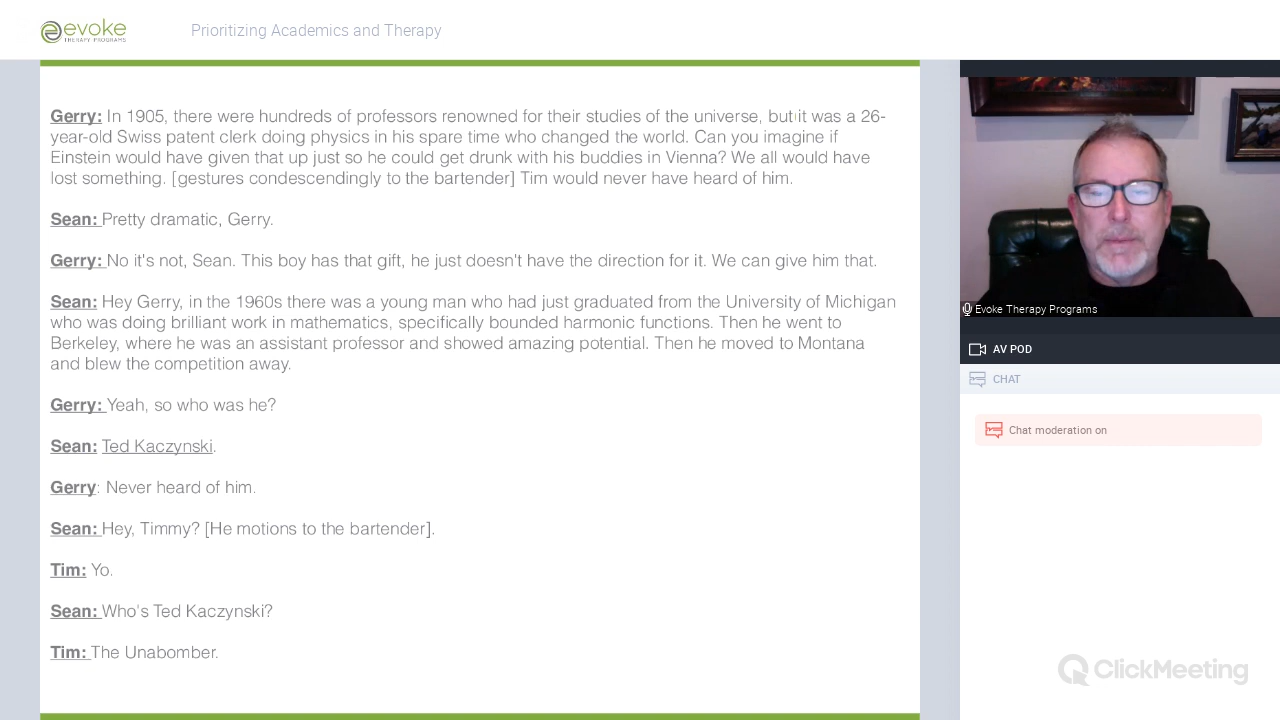 evoke
THERAPY PROGRAMS
Prioritizing Academics and Therapy
Gerry: In 1905, there were hundreds of professors renowned for their studies of the universe, but it was a 26-
year-old Swiss patent clerk doing physics in his spare time who changed the world. Can you imagine if
Einstein would have given that up just so he could get drunk with his buddies in Vienna? We all would have
lost something. [gestures condescendingly to the bartender] Tim would never have heard of him.
Sean: Pretty dramatic, Gerry.
Gerry: No it's not, Sean. This boy has that gift, he just doesn't have the direction for it. We can give him that.
Sean: Hey Gerry, in the 1960s there was a young man who had just graduated from the University of Michigan
who was doing brilliant work in mathematics, specifically bounded harmonic functions. Then he went to
Berkeley, where he was an assistant professor and showed amazing potential. Then he moved to Montana
and blew the competition away.
Gerry: Yeah, so who was he?
Sean: Ted Kaczynski.
Gerry: Never heard of him.
Sean: Hey, Timmy? [He motions to the bartender].
Tim: Yo.
Sean: Who's Ted Kaczynski?
Tim: The Unabomber.
Evoke Therapy Programs
AV POD
CHAT
Chat moderation on
ClickMeeting